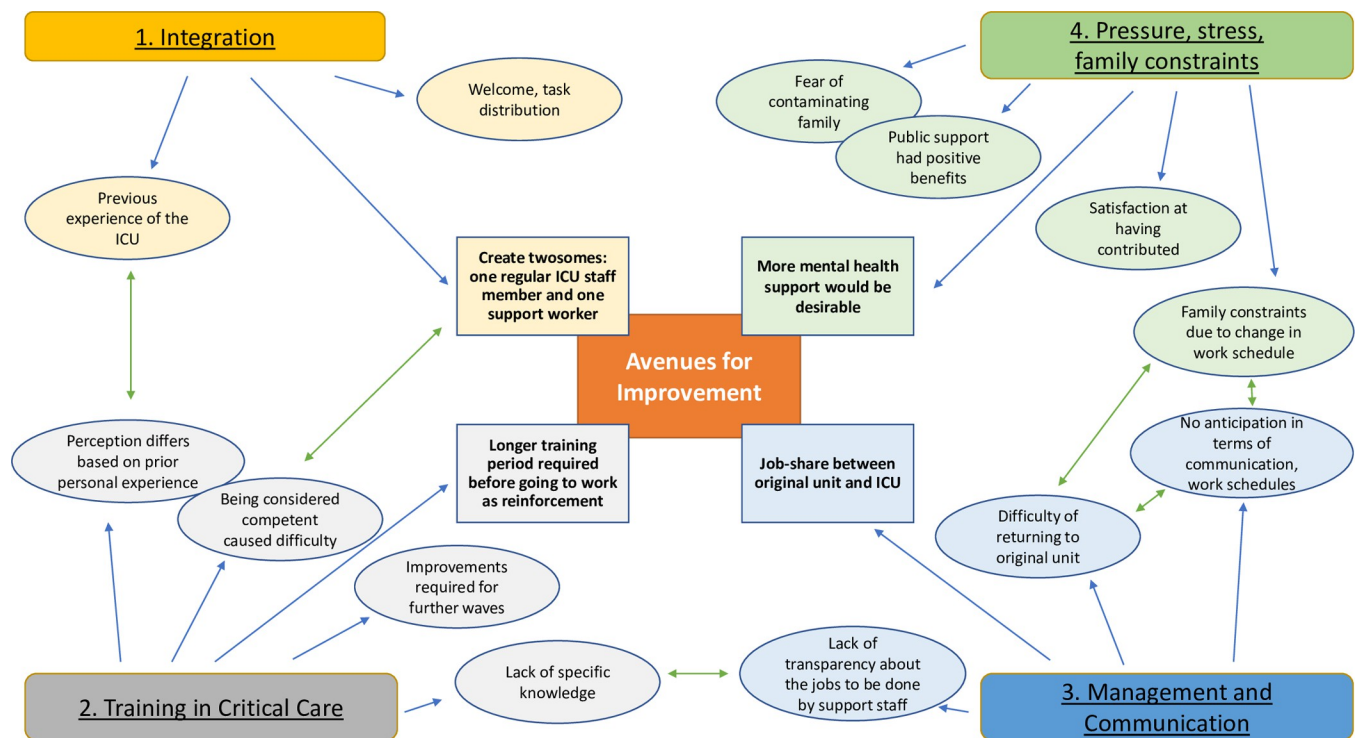 1. Integration
4. Pressure, stress,
family constraints
Welcome, task
distribution
Fear of
contaminating
family
Public support
had positive
benefits
Previous
experience of the
ICU
Satisfaction at
having
contributed
Create twosomes:
one regular ICU staff
member and one
support worker
More mental health
support would be
desirable
Family constraints
due to change in
work schedule
Avenues for
Improvement
Perception differs
based on prior
personal experience
Being considered
competent
caused difficulty
Longer training
period required
before going to work
as reinforcement
Job-share between
original unit and ICU
No anticipation in
terms of
communication,
work schedules
Difficulty of
returning to
original unit
Improvements
required for
further waves
Lack of specific
knowledge
Lack of
transparency about
the jobs to be done
by support staff
2. Training in Critical Care
3. Management and
Communication